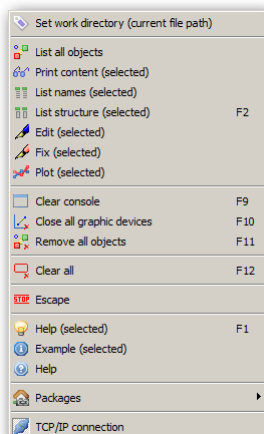 Set work directory (current file path)
List all objects
Print content (selected)
List names (selected)
List structure (selected) F2
Edit (selected)
Fix (selected)
Plot (selected)
Clear console F9
Close all graphic devices F10
Remove all objects F11
Clear all F12
STOP Escape
Help (selected) F1
Example (selected)
Help
Packages
TCP/IP connection